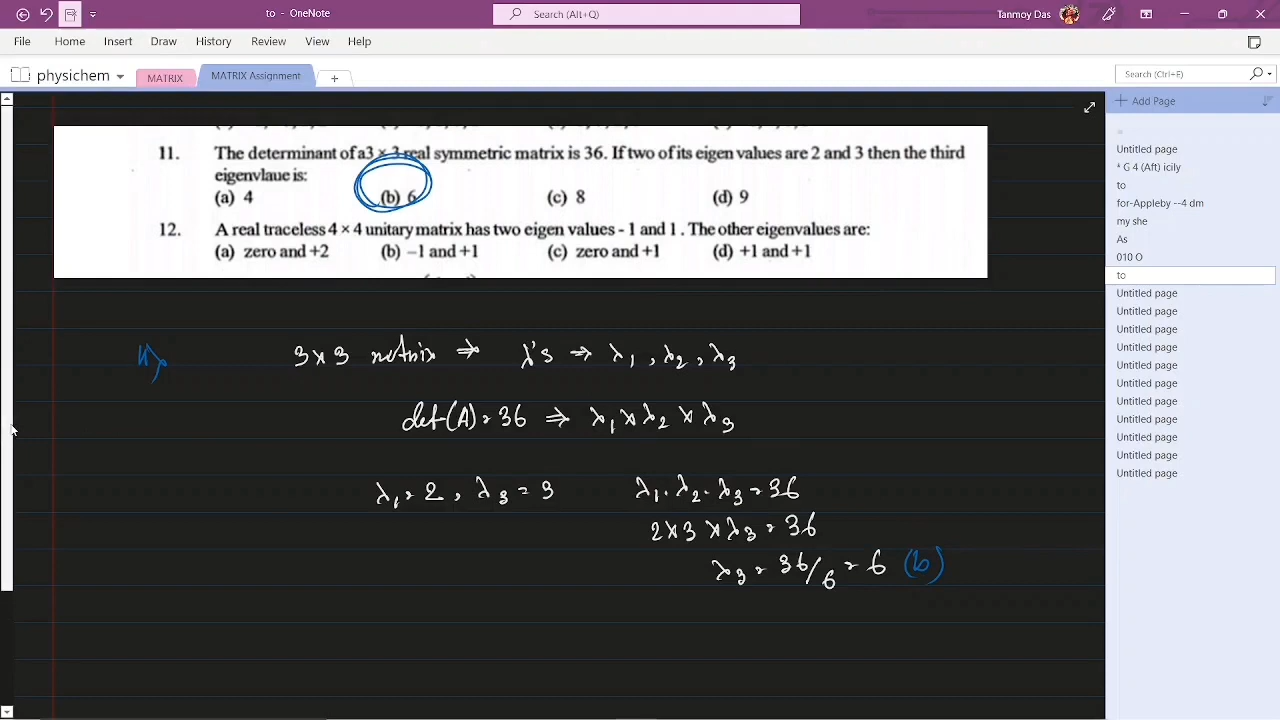 to - OneNote
Search (Alt+Q)
Tanmoy Das
File Home Insert Draw History Review View Help
physichem
MATRIX
MATRIX Assignment
Search (Ctrl+E)
Add Page
Untitled page
* G 4 (Aft) icily
to
for-Appleby --4 dm
my she
As
010 O
to
Untitled page
Untitled page
Untitled page
Untitled page
Untitled page
Untitled page
Untitled page
Untitled page
Untitled page
Untitled page
Untitled page
11. The determinant of a3 × 3 real symmetric matrix is 36. If two of its eigen values are 2 and 3 then the third
eigenvlaue is:
(a) 4 (b) 6 (c) 8 (d) 9
12. A real traceless 4 × 4 unitary matrix has two eigen values - 1 and 1 . The other eigenvalues are:
(a) zero and +2 (b) −1 and +1 (c) zero and +1 (d) +1 and +1
3×3 matrix ⇒ λ's ⇒ λ₁, λ₂, λ₃
det(A) = 36 ⇒ λ₁ × λ₂ × λ₃
λ₁ = 2, λ₃ = 3
λ₁ · λ₂ · λ₃ = 36
2×3 × λ₃ = 36
λ₃ = 36/6 = 6 (b)